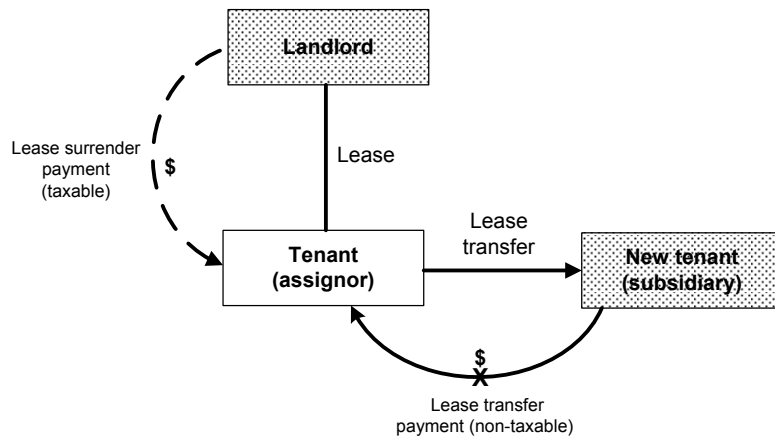 Landlord
Lease surrender
payment
(taxable)
$
Lease
Tenant
(assignor)
Lease
transfer
New tenant
(subsidiary)
$
X
Lease transfer
payment (non-taxable)